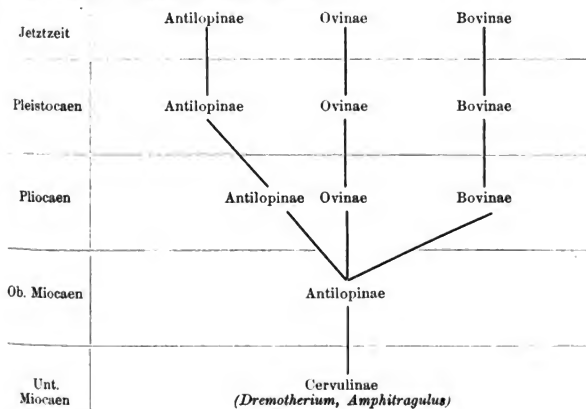 Jetztzeit Antilopinae Ovinae Bovinae
Pleistocaen Antilopinae Ovinae Bovinae
Pliocaen Antilopinae Ovinae Bovinae
Ob. Miocaen Antilopinae
Unt. Miocaen Cervulinae
(Dremotherium, Amphitragulus)